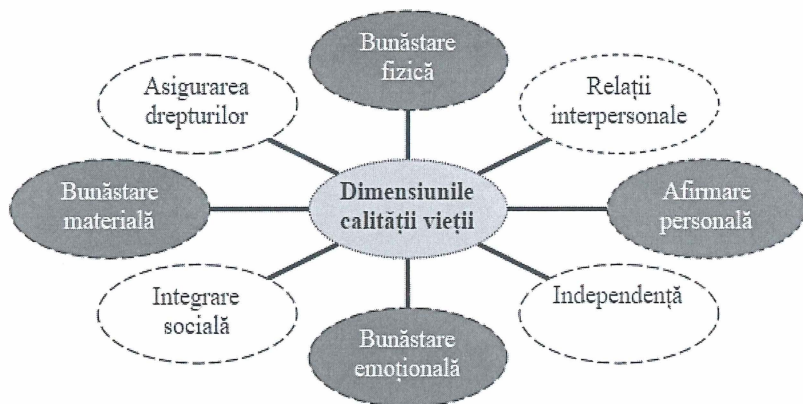 Bunăstare
fizică
Asigurarea
drepturilor
Relații
interpersonale
Bunăstare
materială
Dimensiunile
calității vieții
Afirmare
personală
Integrare
socială
Independență
Bunăstare
emoțională